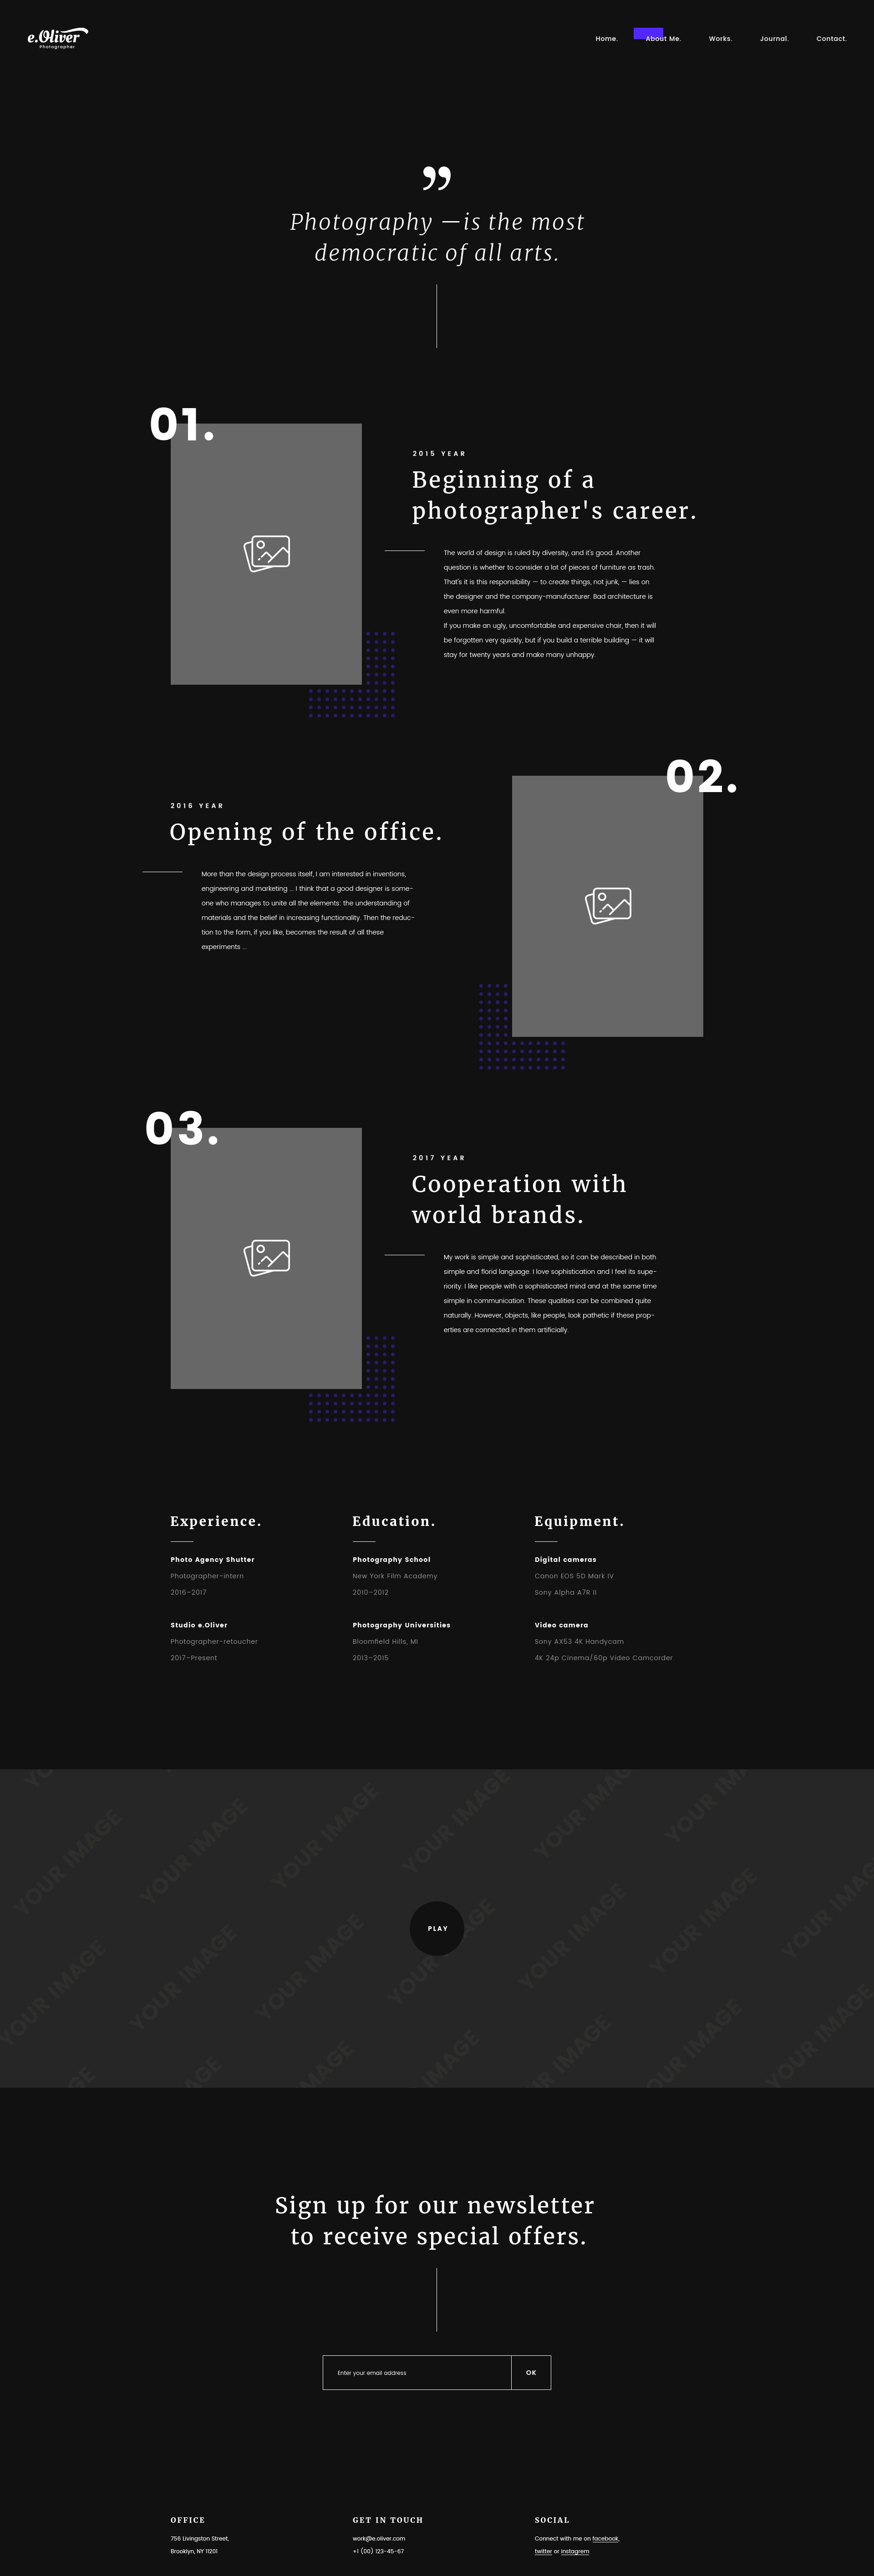 e.Oliver
Photographer
Home.
About Me.
Works.
Journal.
Contact.
”
Photography —is the most
democratic of all arts.
01.
2015 YEAR
Beginning of a
photographer's career.
The world of design is ruled by diversity, and it's good. Another
question is whether to consider a lot of pieces of furniture as trash.
That's it is this responsibility — to create things, not junk, — lies on
the designer and the company-manufacturer. Bad architecture is
even more harmful.
If you make an ugly, uncomfortable and expensive chair, then it will
be forgotten very quickly, but if you build a terrible building — it will
stay for twenty years and make many unhappy.
02.
2016 YEAR
Opening of the office.
More than the design process itself, I am interested in inventions,
engineering and marketing ... I think that a good designer is some-
one who manages to unite all the elements: the understanding of
materials and the belief in increasing functionality. Then the reduc-
tion to the form, if you like, becomes the result of all these
experiments ...
03.
2017 YEAR
Cooperation with
world brands.
My work is simple and sophisticated, so it can be described in both
simple and florid language. I love sophistication and I feel its supe-
riority. I like people with a sophisticated mind and at the same time
simple in communication. These qualities can be combined quite
naturally. However, objects, like people, look pathetic if these prop-
erties are connected in them artificially.
Experience.
Photo Agency Shutter
Photographer-intern
2016–2017
Studio e.Oliver
Photographer-retoucher
2017–Present
Education.
Photography School
New York Film Academy
2010–2012
Photography Universities
Bloomfield Hills, MI
2013–2015
Equipment.
Digital cameras
Canon EOS 5D Mark IV
Sony Alpha A7R II
Video camera
Sony AX53 4K Handycam
4K 24p Cinema/60p Video Camcorder
YOUR IMAGE
YOUR IMAGE
YOUR IMAGE
YOUR IMAGE
YOUR IMAGE
YOUR IMAGE
YOUR IMAGE
YOUR IMAGE
YOUR IMAGE
YOUR IMAGE
YOUR IMAGE
YOUR IMAGE
YOUR IMAGE
PLAY
Sign up for our newsletter
to receive special offers.
Enter your email address
OK
OFFICE
756 Livingston Street,
Brooklyn, NY 11201
GET IN TOUCH
work@e.oliver.com
+1 (00) 123-45-67
SOCIAL
Connect with me on facebook,
twitter or instagrem